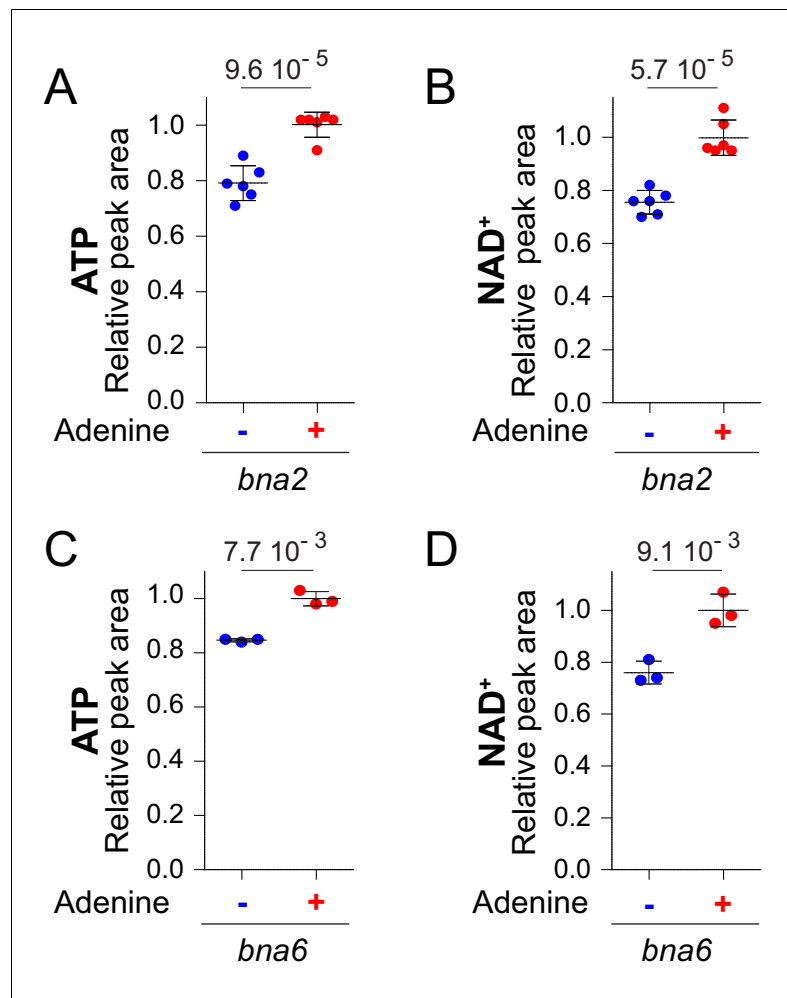 A
9.6 10⁻⁵
ATP
Relative peak area
1.0
0.8
0.6
0.4
0.2
0.0
Adenine - +
bna2
B
5.7 10⁻⁵
NAD⁺
Relative peak area
1.0
0.8
0.6
0.4
0.2
0.0
- +
bna2
C
7.7 10⁻³
ATP
Relative peak area
1.0
0.8
0.6
0.4
0.2
0.0
Adenine - +
bna6
D
9.1 10⁻³
NAD⁺
Relative peak area
1.0
0.8
0.6
0.4
0.2
0.0
Adenine - +
bna6